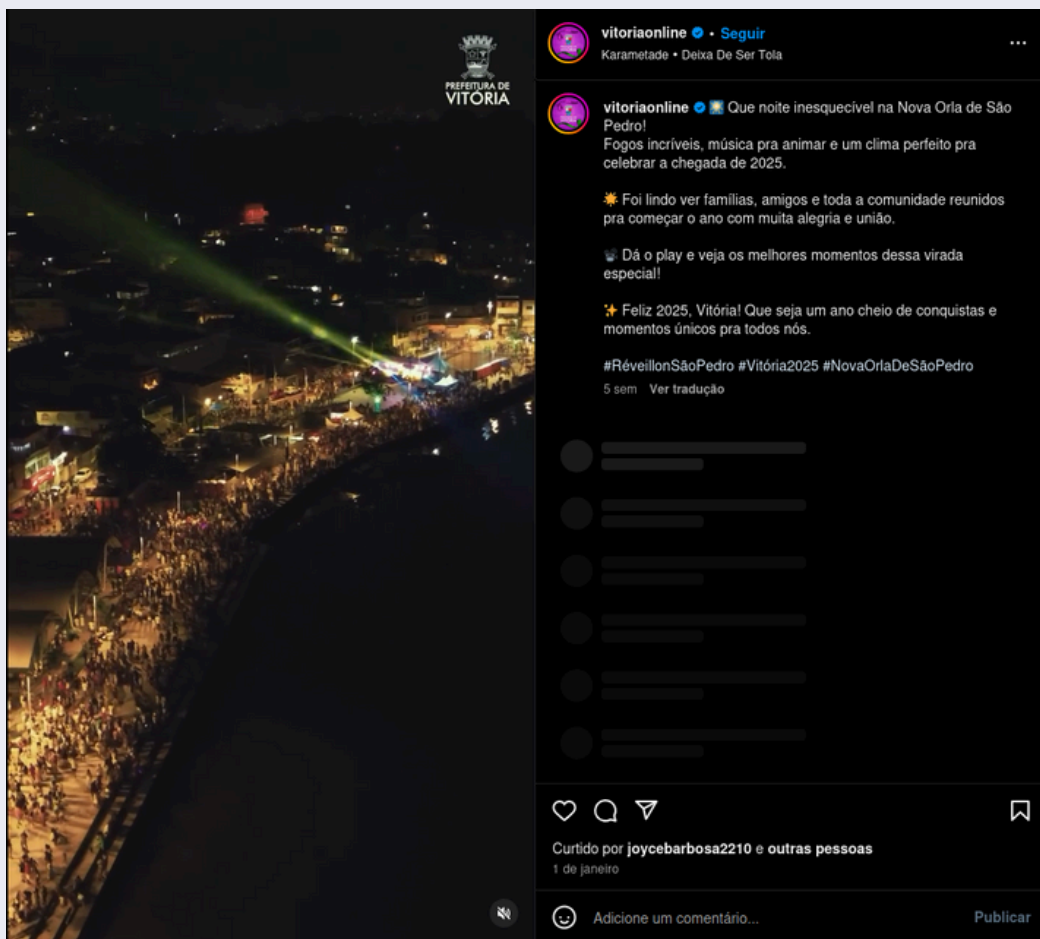 PREFEITURA DE
VITÓRIA
vitoriaonline • Seguir
Karametade • Deixa De Ser Tola
vitoriaonline 🎆 Que noite inesquecível na Nova Orla de São
Pedro!
Fogos incríveis, música pra animar e um clima perfeito pra
celebrar a chegada de 2025.
🌟 Foi lindo ver famílias, amigos e toda a comunidade reunidos
pra começar o ano com muita alegria e união.
📽 Dá o play e veja os melhores momentos dessa virada
especial!
✨ Feliz 2025, Vitória! Que seja um ano cheio de conquistas e
momentos únicos pra todos nós.
#RéveillonSãoPedro #Vitória2025 #NovaOrlaDeSãoPedro
5 sem Ver tradução
Curtido por joycebarbosa2210 e outras pessoas
1 de janeiro
Adicione um comentário... Publicar